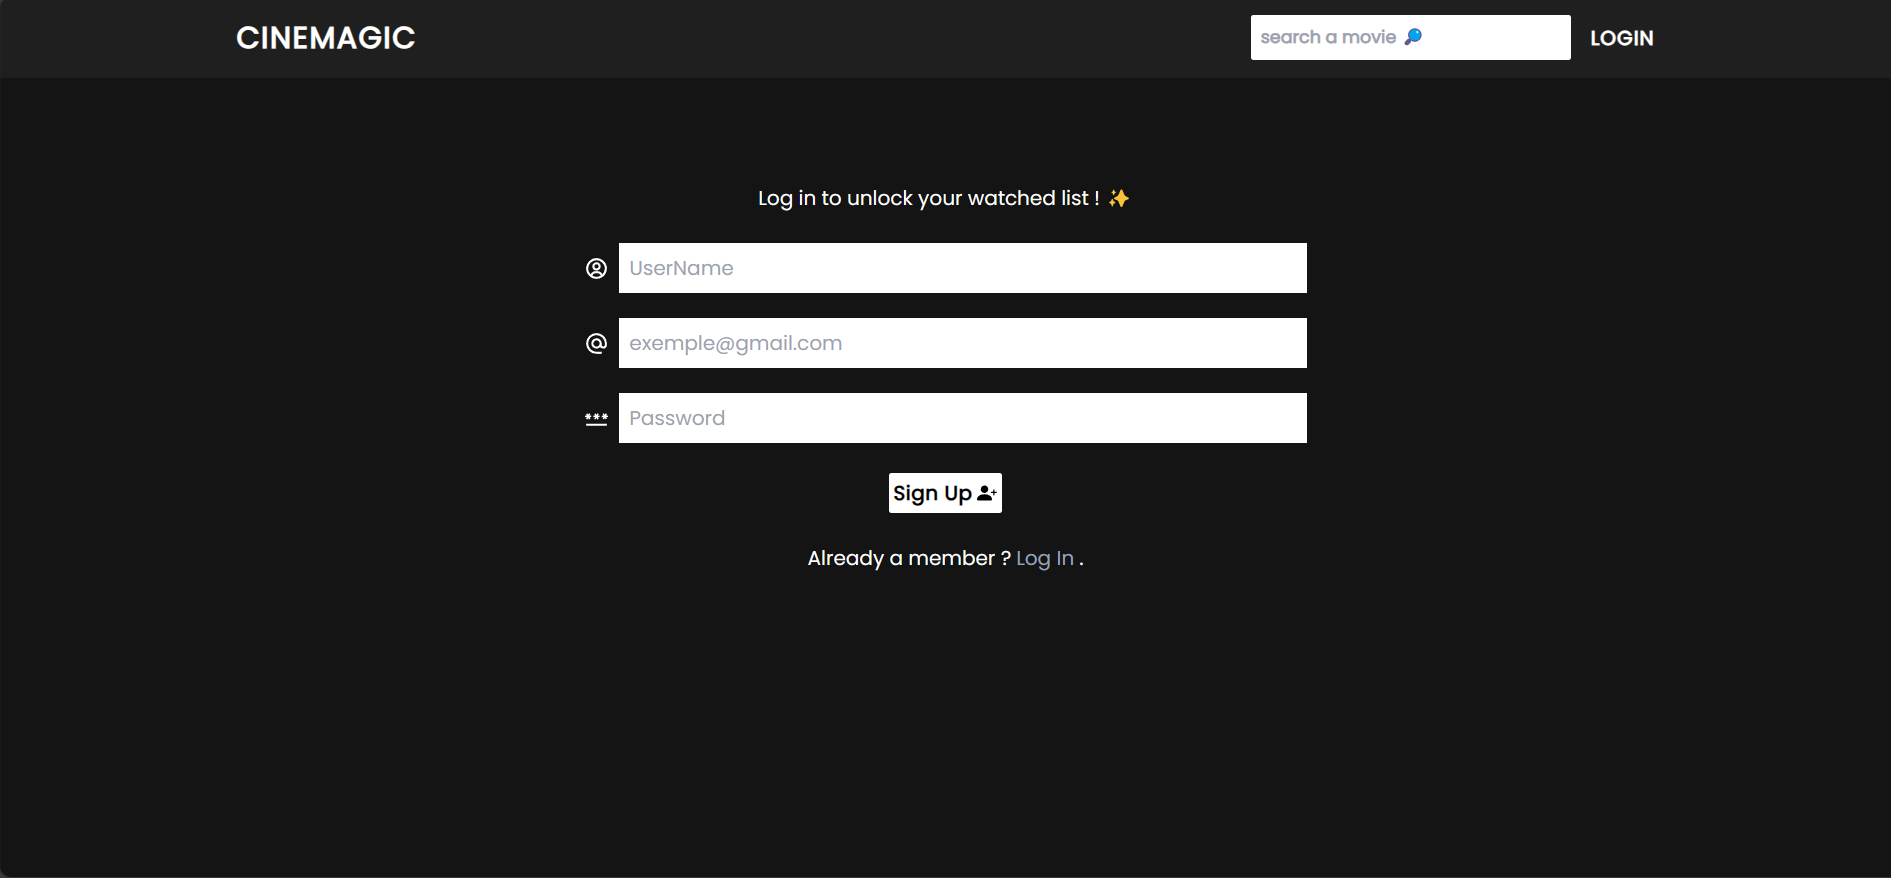 CINEMAGIC
search a movie 🔎
LOGIN
Log in to unlock your watched list ! ✨
UserName
exemple@gmail.com
Password
Sign Up
Already a member ? Log In .